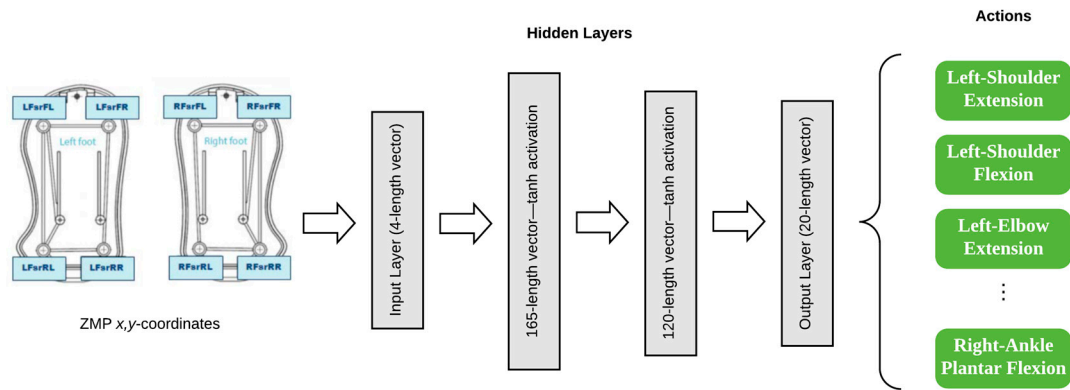 Actions
Hidden Layers
LFsrFL
LFsrFR
RFsrFL
RFsrFR
Left foot
Right foot
LFsrRL
LFsrRR
RFsrRL
RFsrRR
ZMP x,y-coordinates
Input Layer (4-length vector)
165-length vector—tanh activation
120-length vector—tanh activation
Output Layer (20-length vector)
Left-Shoulder
Extension
Left-Shoulder
Flexion
Left-Elbow
Extension
⋮
Right-Ankle
Plantar Flexion